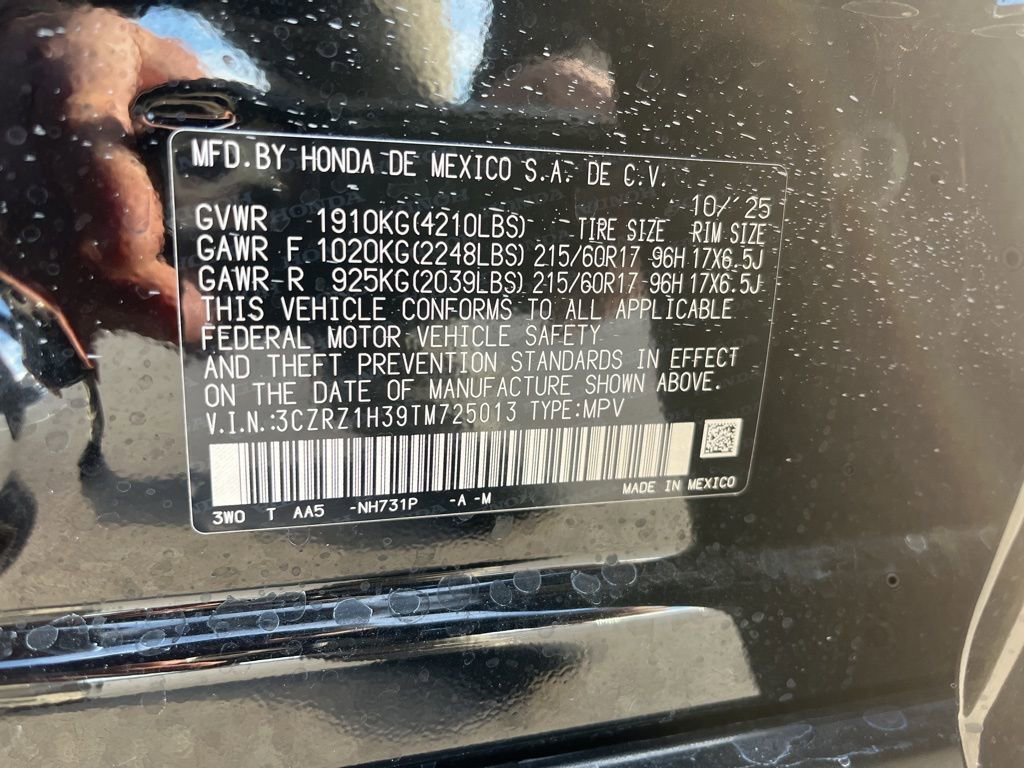 MFD. BY HONDA DE MEXICO S.A. DE C.V.
10/'25
GVWR 1910KG(4210LBS) TIRE SIZE RIM SIZE
GAWR F 1020KG(2248LBS) 215/60R17 96H 17X6.5J
GAWR-R 925KG(2039LBS) 215/60R17 96H 17X6.5J
THIS VEHICLE CONFORMS TO ALL APPLICABLE
FEDERAL MOTOR VEHICLE SAFETY
AND THEFT PREVENTION STANDARDS IN EFFECT
ON THE DATE OF MANUFACTURE SHOWN ABOVE.
V.I.N.:3CZRZ1H39TM725013 TYPE:MPV
MADE IN MEXICO
3W0 T AA5 -NH731P -A -M